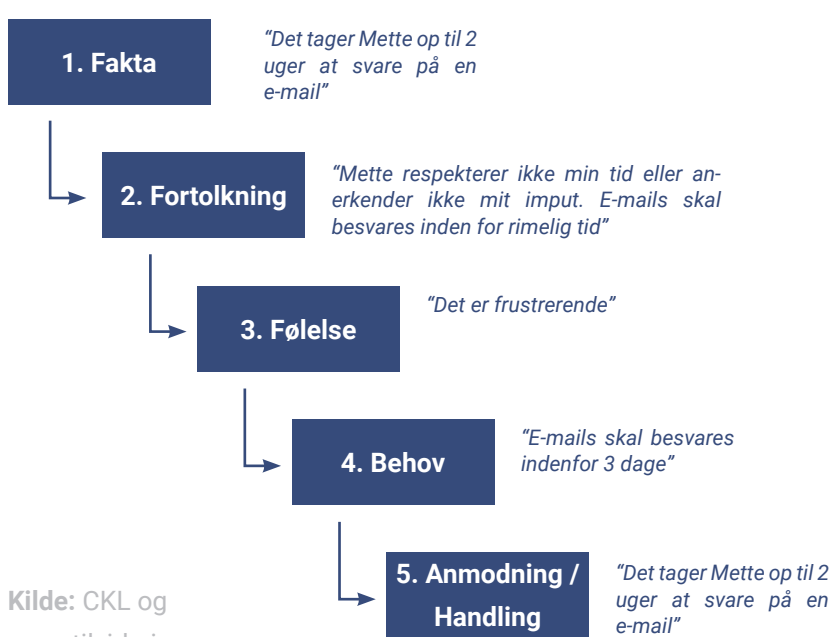 1. Fakta
“Det tager Mette op til 2
uger at svare på en
e-mail”
2. Fortolkning
“Mette respekterer ikke min tid eller an-
erkender ikke mit imput. E-mails skal
besvares inden for rimelig tid”
3. Følelse
“Det er frustrerende”
4. Behov
“E-mails skal besvares
indenfor 3 dage”
5. Anmodning /
Handling
“Det tager Mette op til 2
uger at svare på en
e-mail”
Kilde: CKL og